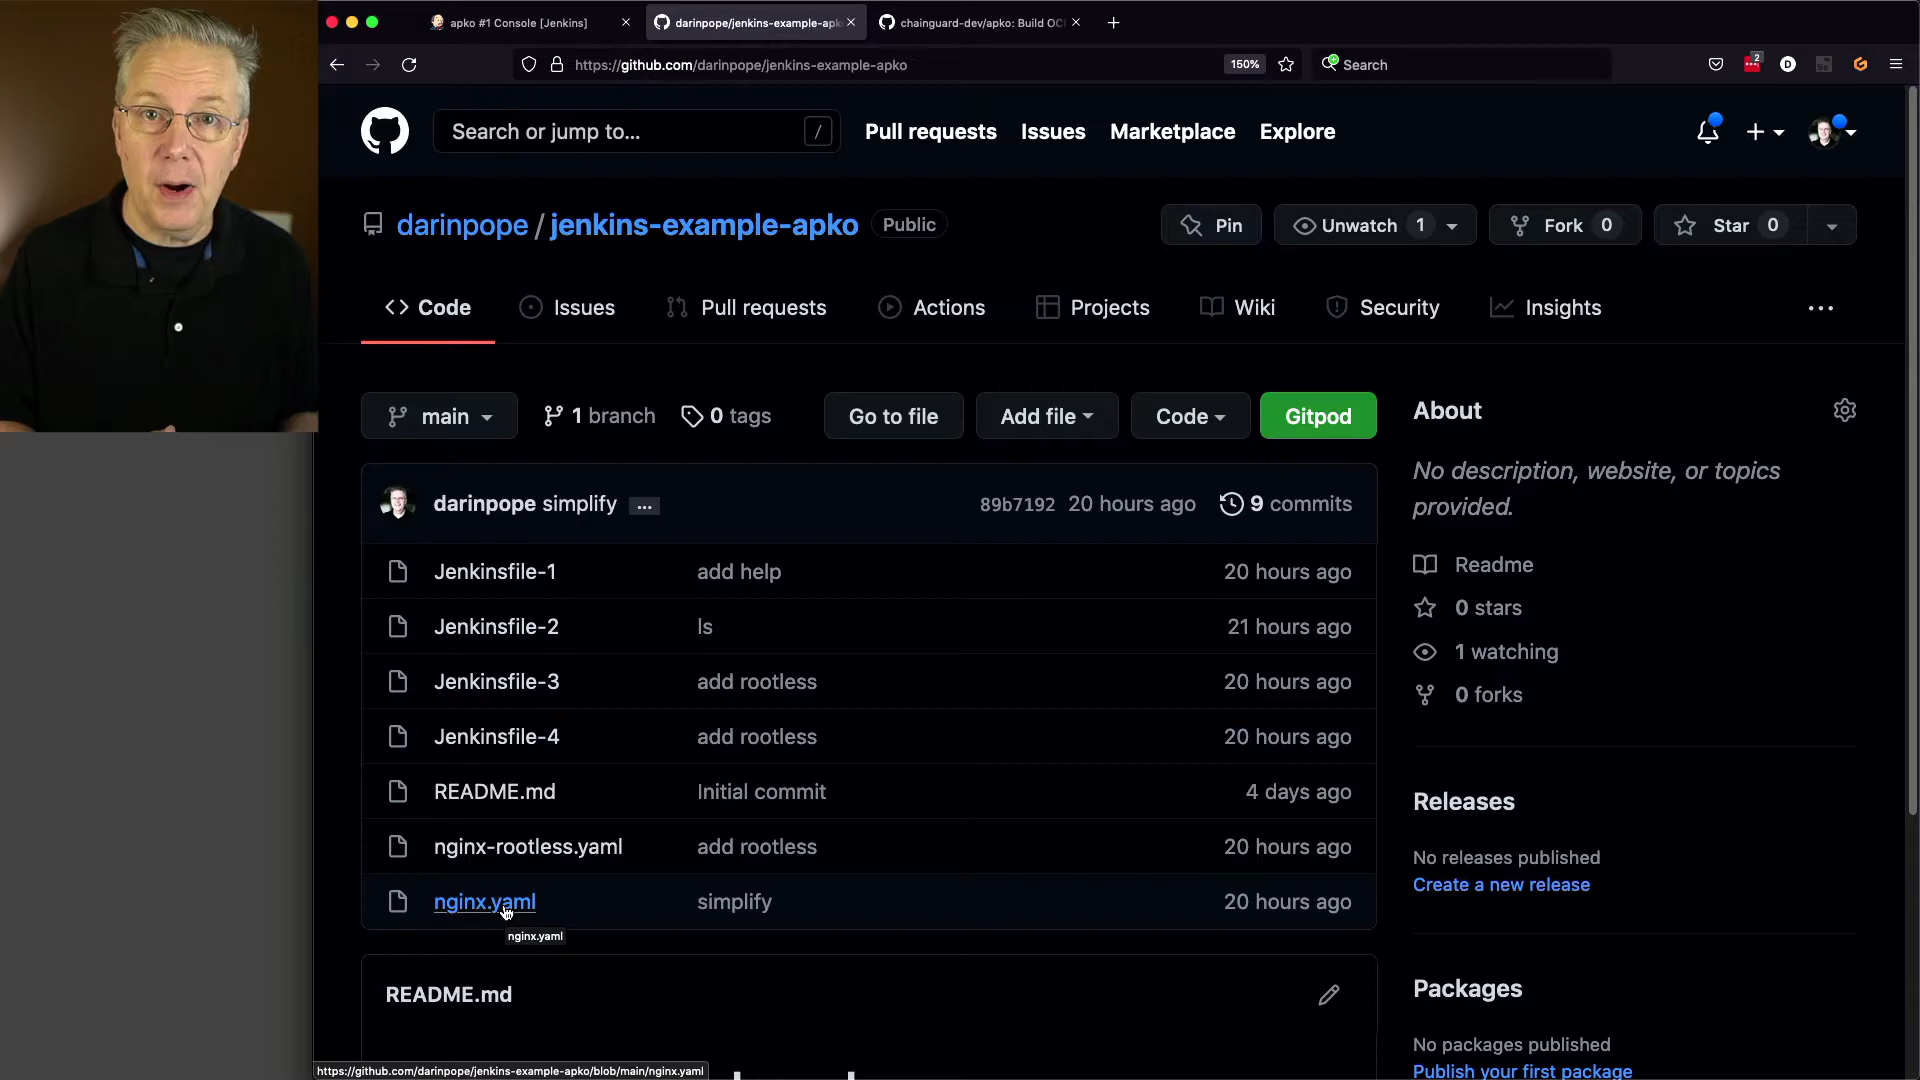 apko #1 Console [Jenkins]
darinpope/jenkins-example-apk
chainguard-dev/apko: Build OC
https://github.com/darinpope/jenkins-example-apko
150%
Search
2
D
Search or jump to...
/
Pull requests
Issues
Marketplace
Explore
darinpope / jenkins-example-apko
Public
Pin
Unwatch 1
Fork 0
Star 0
Code
Issues
Pull requests
Actions
Projects
Wiki
Security
Insights
main
1 branch
0 tags
Go to file
Add file
Code
Gitpod
About
No description, website, or topics
provided.
darinpope simplify ...
89b7192 20 hours ago
9 commits
Jenkinsfile-1 add help 20 hours ago
Jenkinsfile-2 ls 21 hours ago
Jenkinsfile-3 add rootless 20 hours ago
Jenkinsfile-4 add rootless 20 hours ago
README.md Initial commit 4 days ago
nginx-rootless.yaml add rootless 20 hours ago
nginx.yaml simplify 20 hours ago
nginx.yaml
Readme
0 stars
1 watching
0 forks
Releases
No releases published
Create a new release
README.md
Packages
No packages published
Publish your first package
https://github.com/darinpope/jenkins-example-apko/blob/main/nginx.yaml